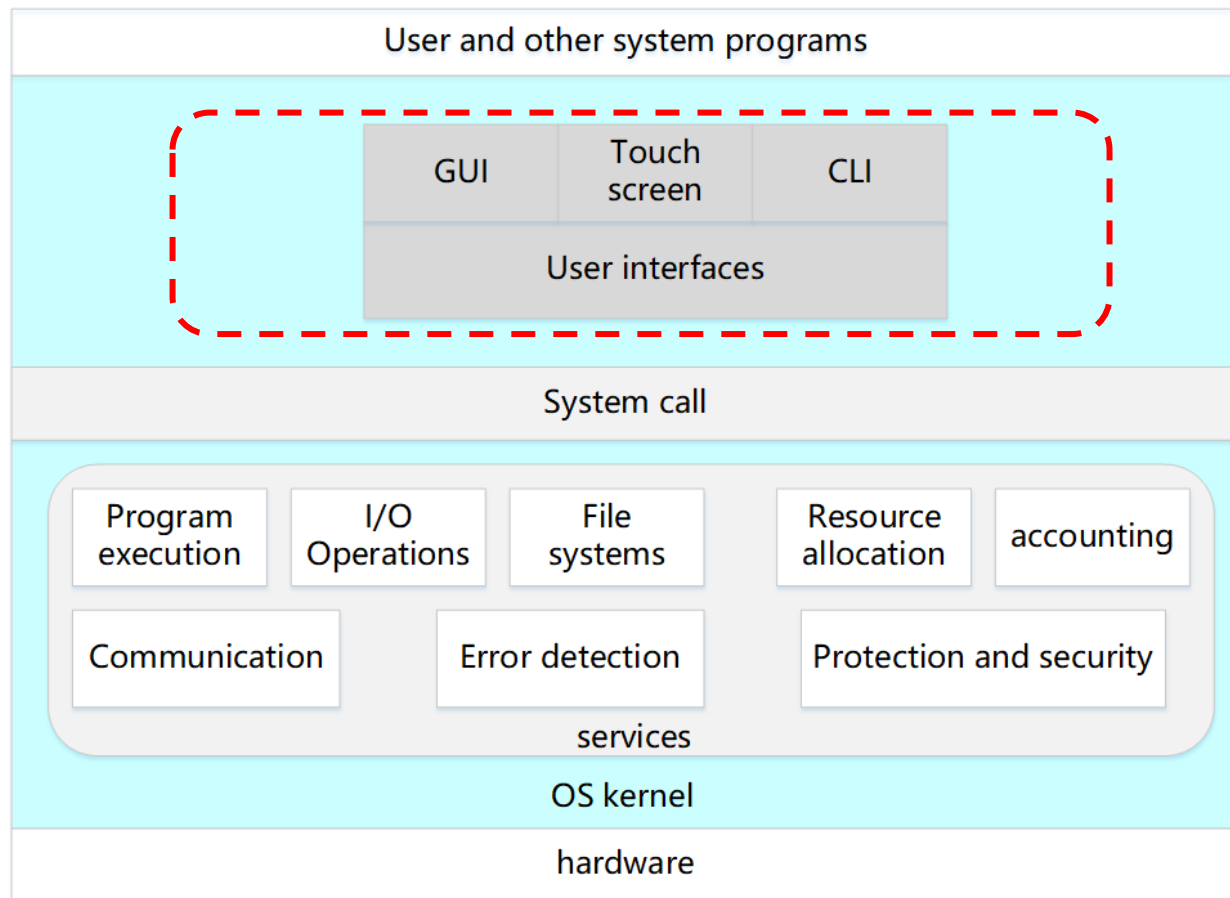 User and other system programs
GUI
Touch
screen
CLI
User interfaces
System call
Program
execution
I/O
Operations
File
systems
Resource
allocation
accounting
Communication
Error detection
Protection and security
services
OS kernel
hardware